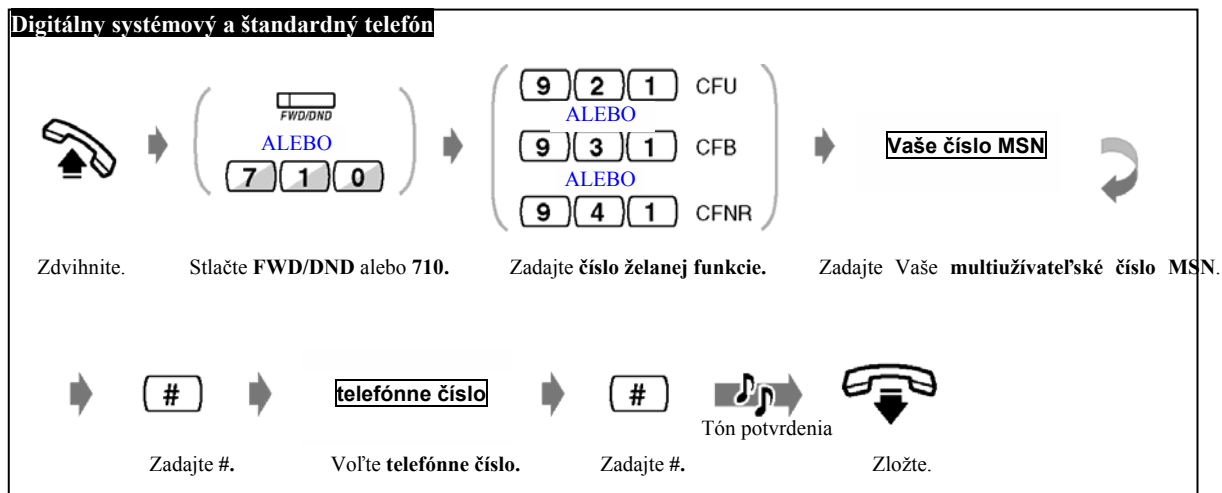 Digitálny systémový a štandardný telefón
FWD/DND
ALEBO
7 1 0
9 2 1 CFU
ALEBO
9 3 1 CFB
ALEBO
9 4 1 CFNR
Vaše číslo MSN
Zdvihnite.
Stlačte FWD/DND alebo 710.
Zadajte číslo želanej funkcie.
Zadajte Vaše multiužívateľské číslo MSN.
#
telefónne číslo
#
Tón potvrdenia
Zadajte #.
Voľte telefónne číslo.
Zadajte #.
Zložte.